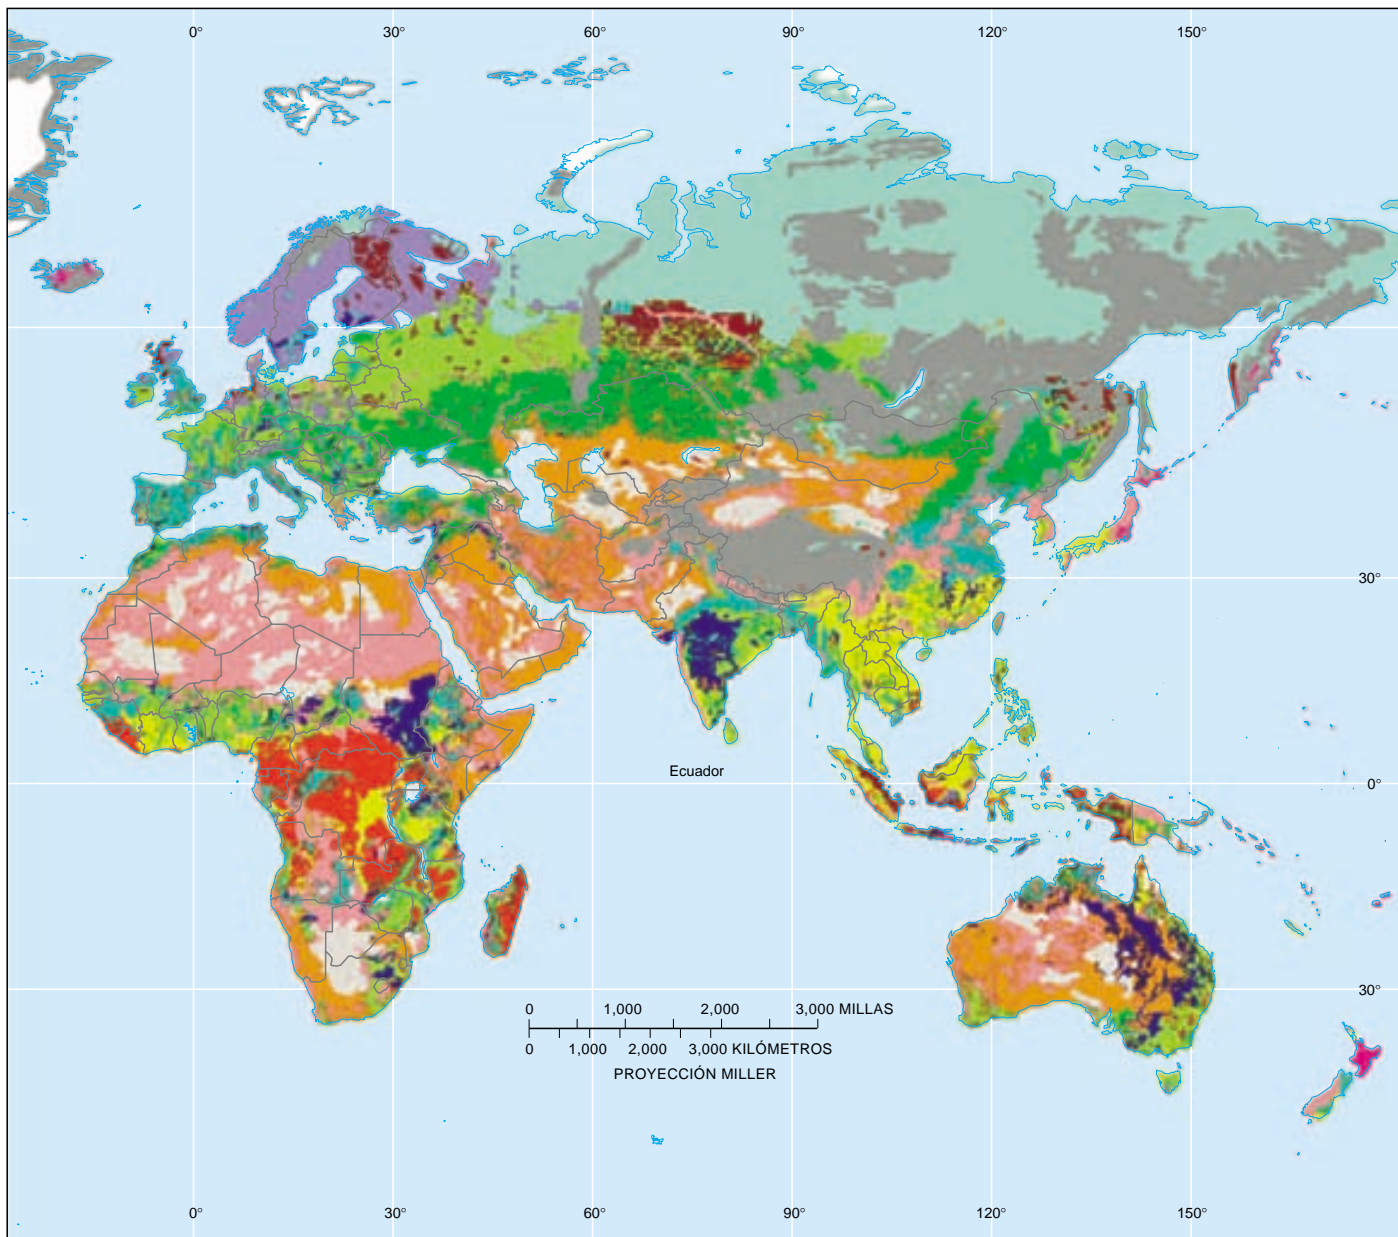 0° 30° 60° 90° 120° 150°
30°
Ecuador
0°
30°
0 1,000 2,000 3,000 MILLAS
0 1,000 2,000 3,000 KILÓMETROS
PROYECCIÓN MILLER
0° 30° 60° 90° 120° 150°